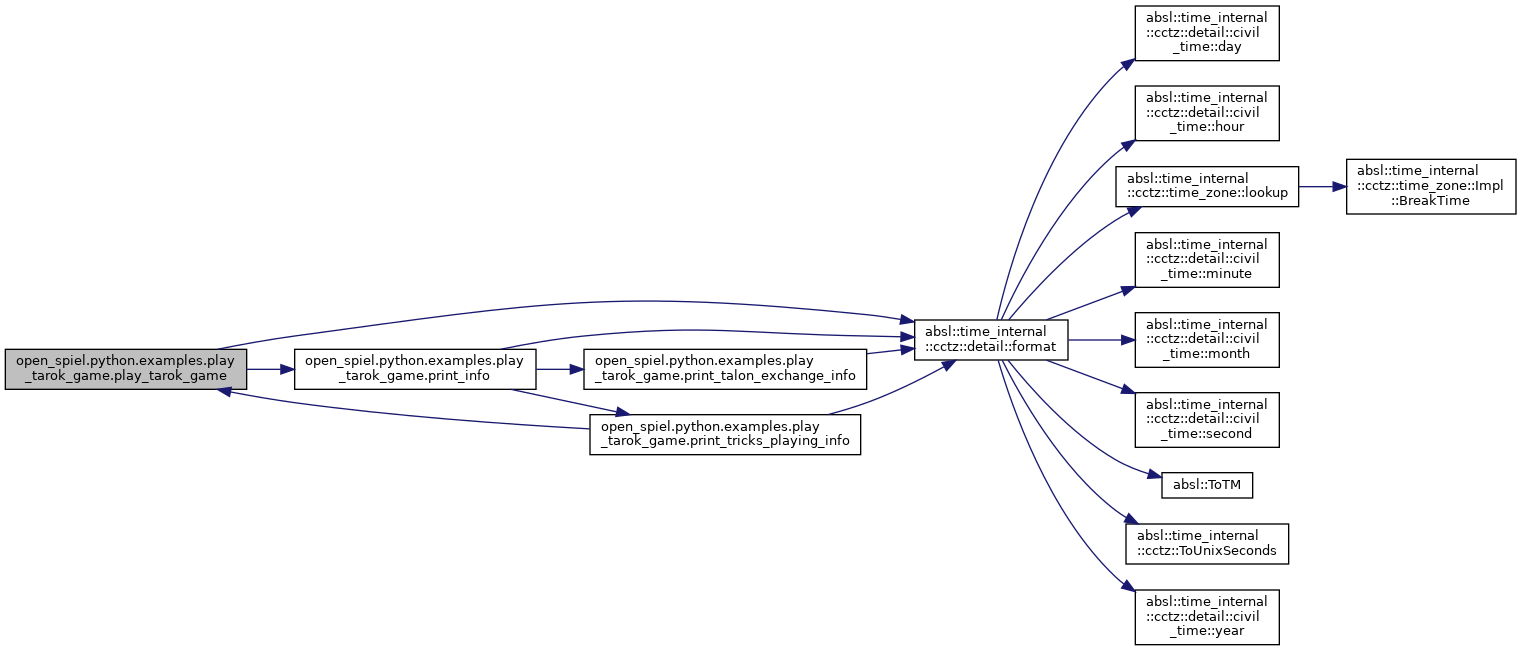 open_spiel.python.examples.play
_tarok_game.play_tarok_game
open_spiel.python.examples.play
_tarok_game.print_info
open_spiel.python.examples.play
_tarok_game.print_talon_exchange_info
open_spiel.python.examples.play
_tarok_game.print_tricks_playing_info
absl::time_internal
::cctz::detail::format
absl::time_internal
::cctz::detail::civil
_time::day
absl::time_internal
::cctz::detail::civil
_time::hour
absl::time_internal
::cctz::time_zone::lookup
absl::time_internal
::cctz::time_zone::Impl
::BreakTime
absl::time_internal
::cctz::detail::civil
_time::minute
absl::time_internal
::cctz::detail::civil
_time::month
absl::time_internal
::cctz::detail::civil
_time::second
absl::ToTM
absl::time_internal
::cctz::ToUnixSeconds
absl::time_internal
::cctz::detail::civil
_time::year